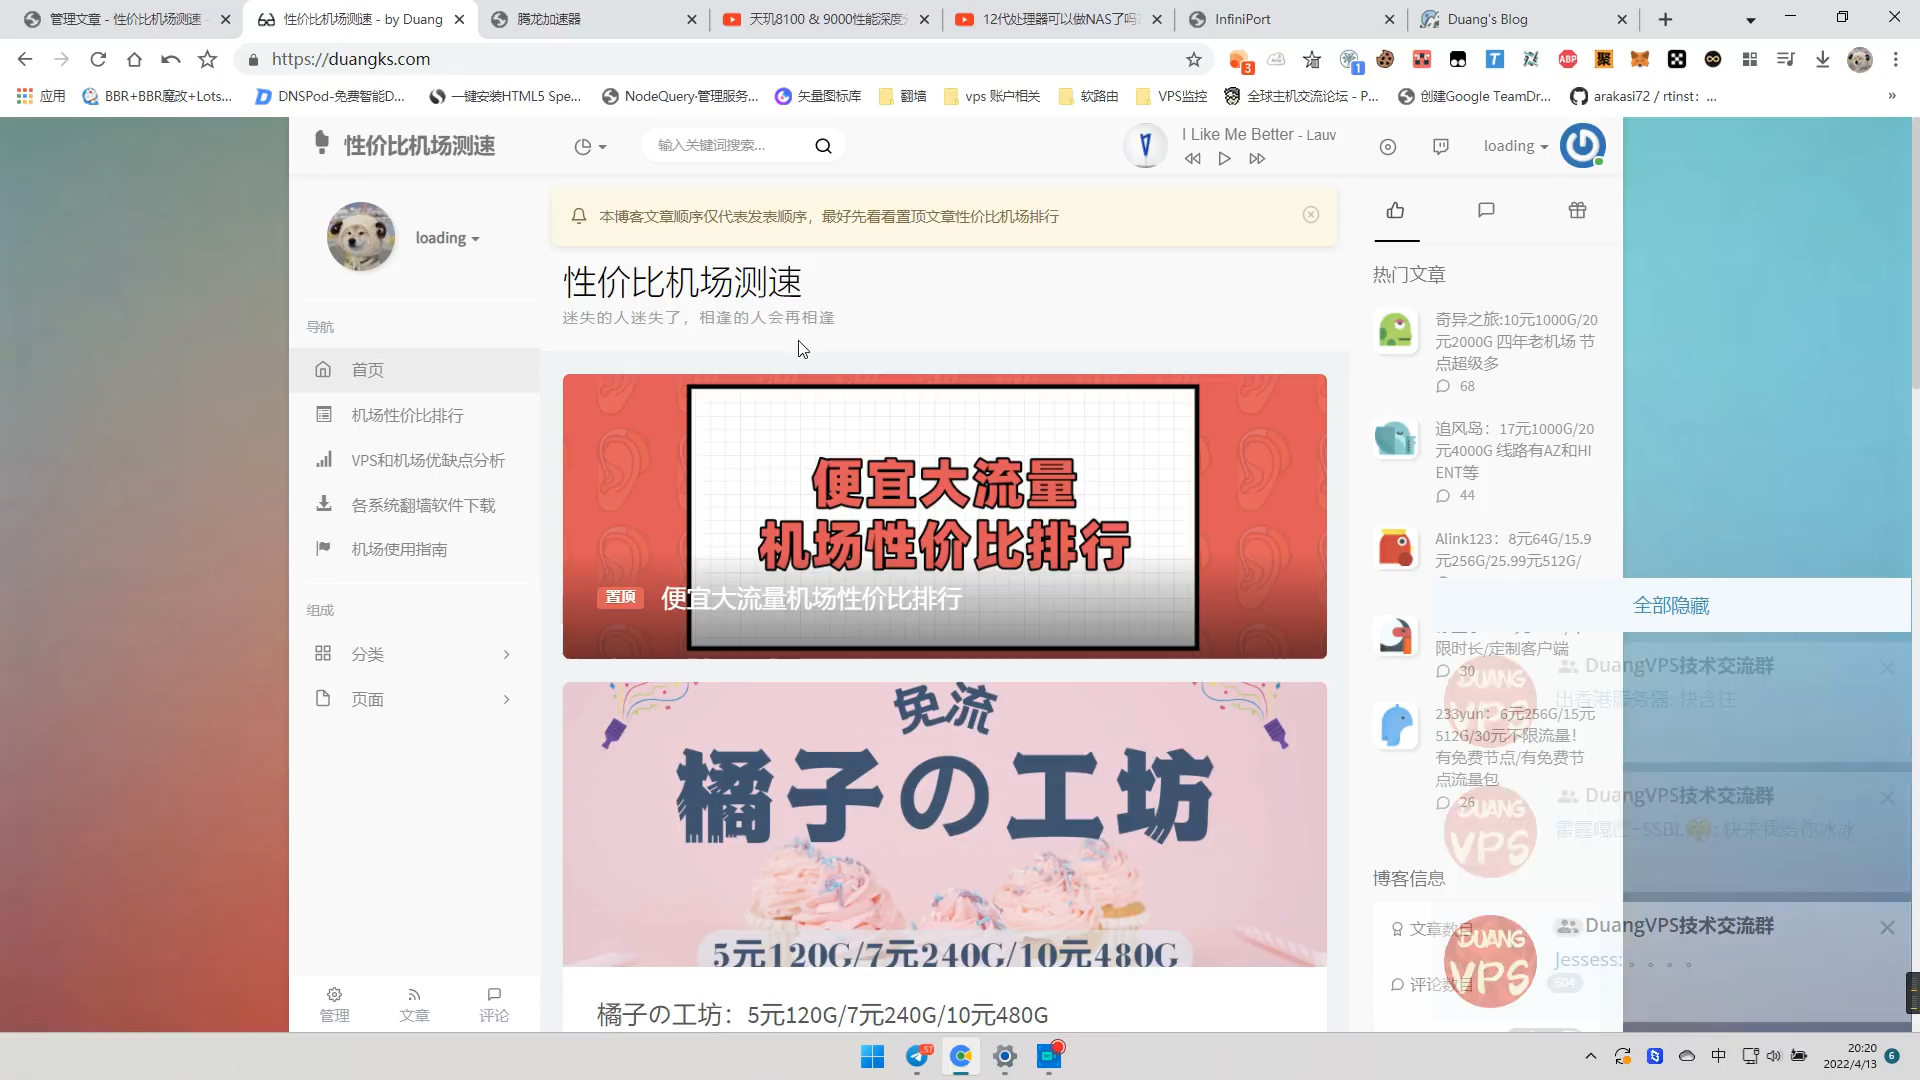 管理文章 - 性价比机场测速 -
性价比机场测速 - by Duang
腾龙加速器
天玑8100 & 9000性能深度分
12代处理器可以做NAS了吗?
InfiniPort
Duang's Blog
https://duangks.com
3
1
ABP
应用
BBR+BBR魔改+Lots...
DNSPod-免费智能D...
一键安装HTML5 Spe...
NodeQuery·管理服务...
矢量图标库
翻墙
vps 账户相关
软路由
VPS监控
全球主机交流论坛 - P...
创建Google TeamDr...
arakasi72 / rtinst: ...
»
性价比机场测速
输入关键词搜索...
I Like Me Better - Lauv
loading
loading
导航
首页
机场性价比排行
VPS和机场优缺点分析
各系统翻墙软件下载
机场使用指南
组成
分类
页面
管理
文章
评论
本博客文章顺序仅代表发表顺序，最好先看看置顶文章性价比机场排行
性价比机场测速
迷失的人迷失了，相逢的人会再相逢
便宜大流量
机场性价比排行
置顶
便宜大流量机场性价比排行
免流
橘子の工坊
5元120G/7元240G/10元480G
橘子の工坊：5元120G/7元240G/10元480G
热门文章
奇异之旅:10元1000G/20
元2000G 四年老机场 节
点超级多
68
追风岛：17元1000G/20
元4000G 线路有AZ和HI
ENT等
44
Alink123：8元64G/15.9
元256G/25.99元512G/
限时长/定制客户端
30
233yun：6元256G/15元
512G/30元不限流量！
有免费节点/有免费节
点流量包
26
博客信息
文章数目
评论数目
604
全部隐藏
DUANG
VPS
DuangVPS技术交流群
出香港服务器. 快含住
DUANG
VPS
DuangVPS技术交流群
DUANG
VPS
DuangVPS技术交流群
Jessess: 。。。。
57
中
20:20
2022/4/13
6